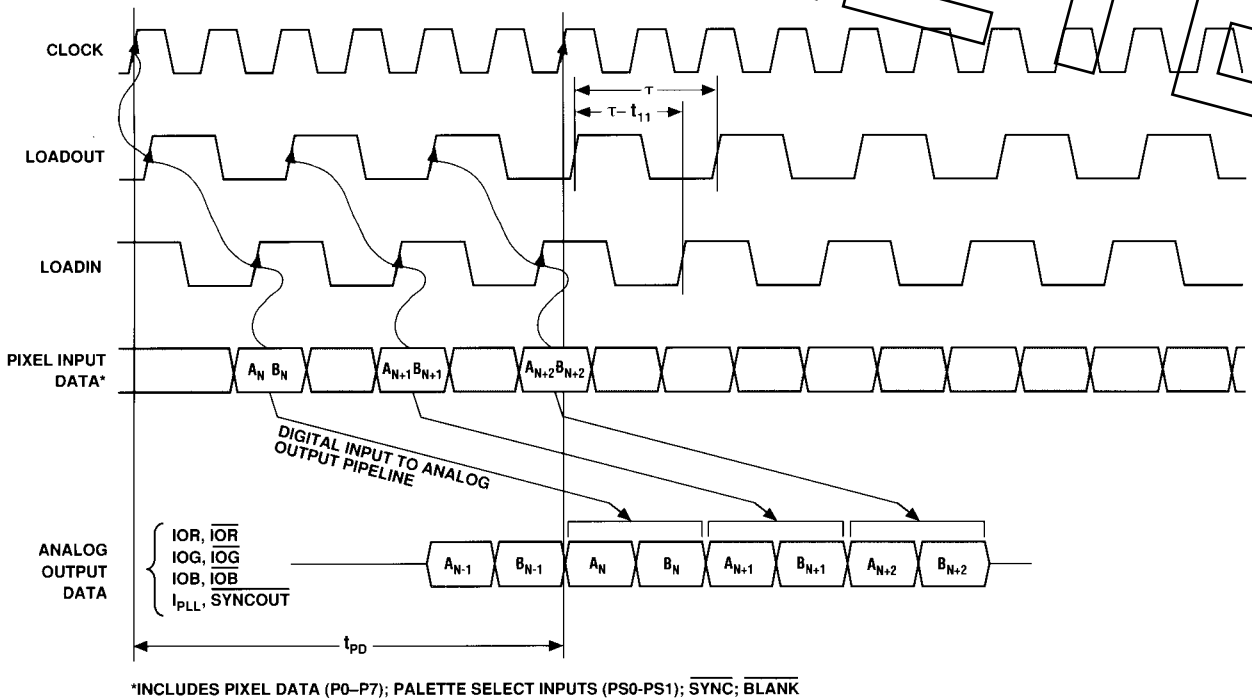 CLOCK
τ
τ– t11
LOADOUT
LOADIN
PIXEL INPUT
DATA*
AN BN
AN+1 BN+1
AN+2 BN+2
DIGITAL INPUT TO ANALOG
OUTPUT PIPELINE
ANALOG
OUTPUT
DATA
IOR, IOR
IOG, IOG
IOB, IOB
IPLL, SYNCOUT
AN-1
BN-1
AN
BN
AN+1
BN+1
AN+2
BN+2
tPD
*INCLUDES PIXEL DATA (P0–P7); PALETTE SELECT INPUTS (PS0-PS1); SYNC; BLANK